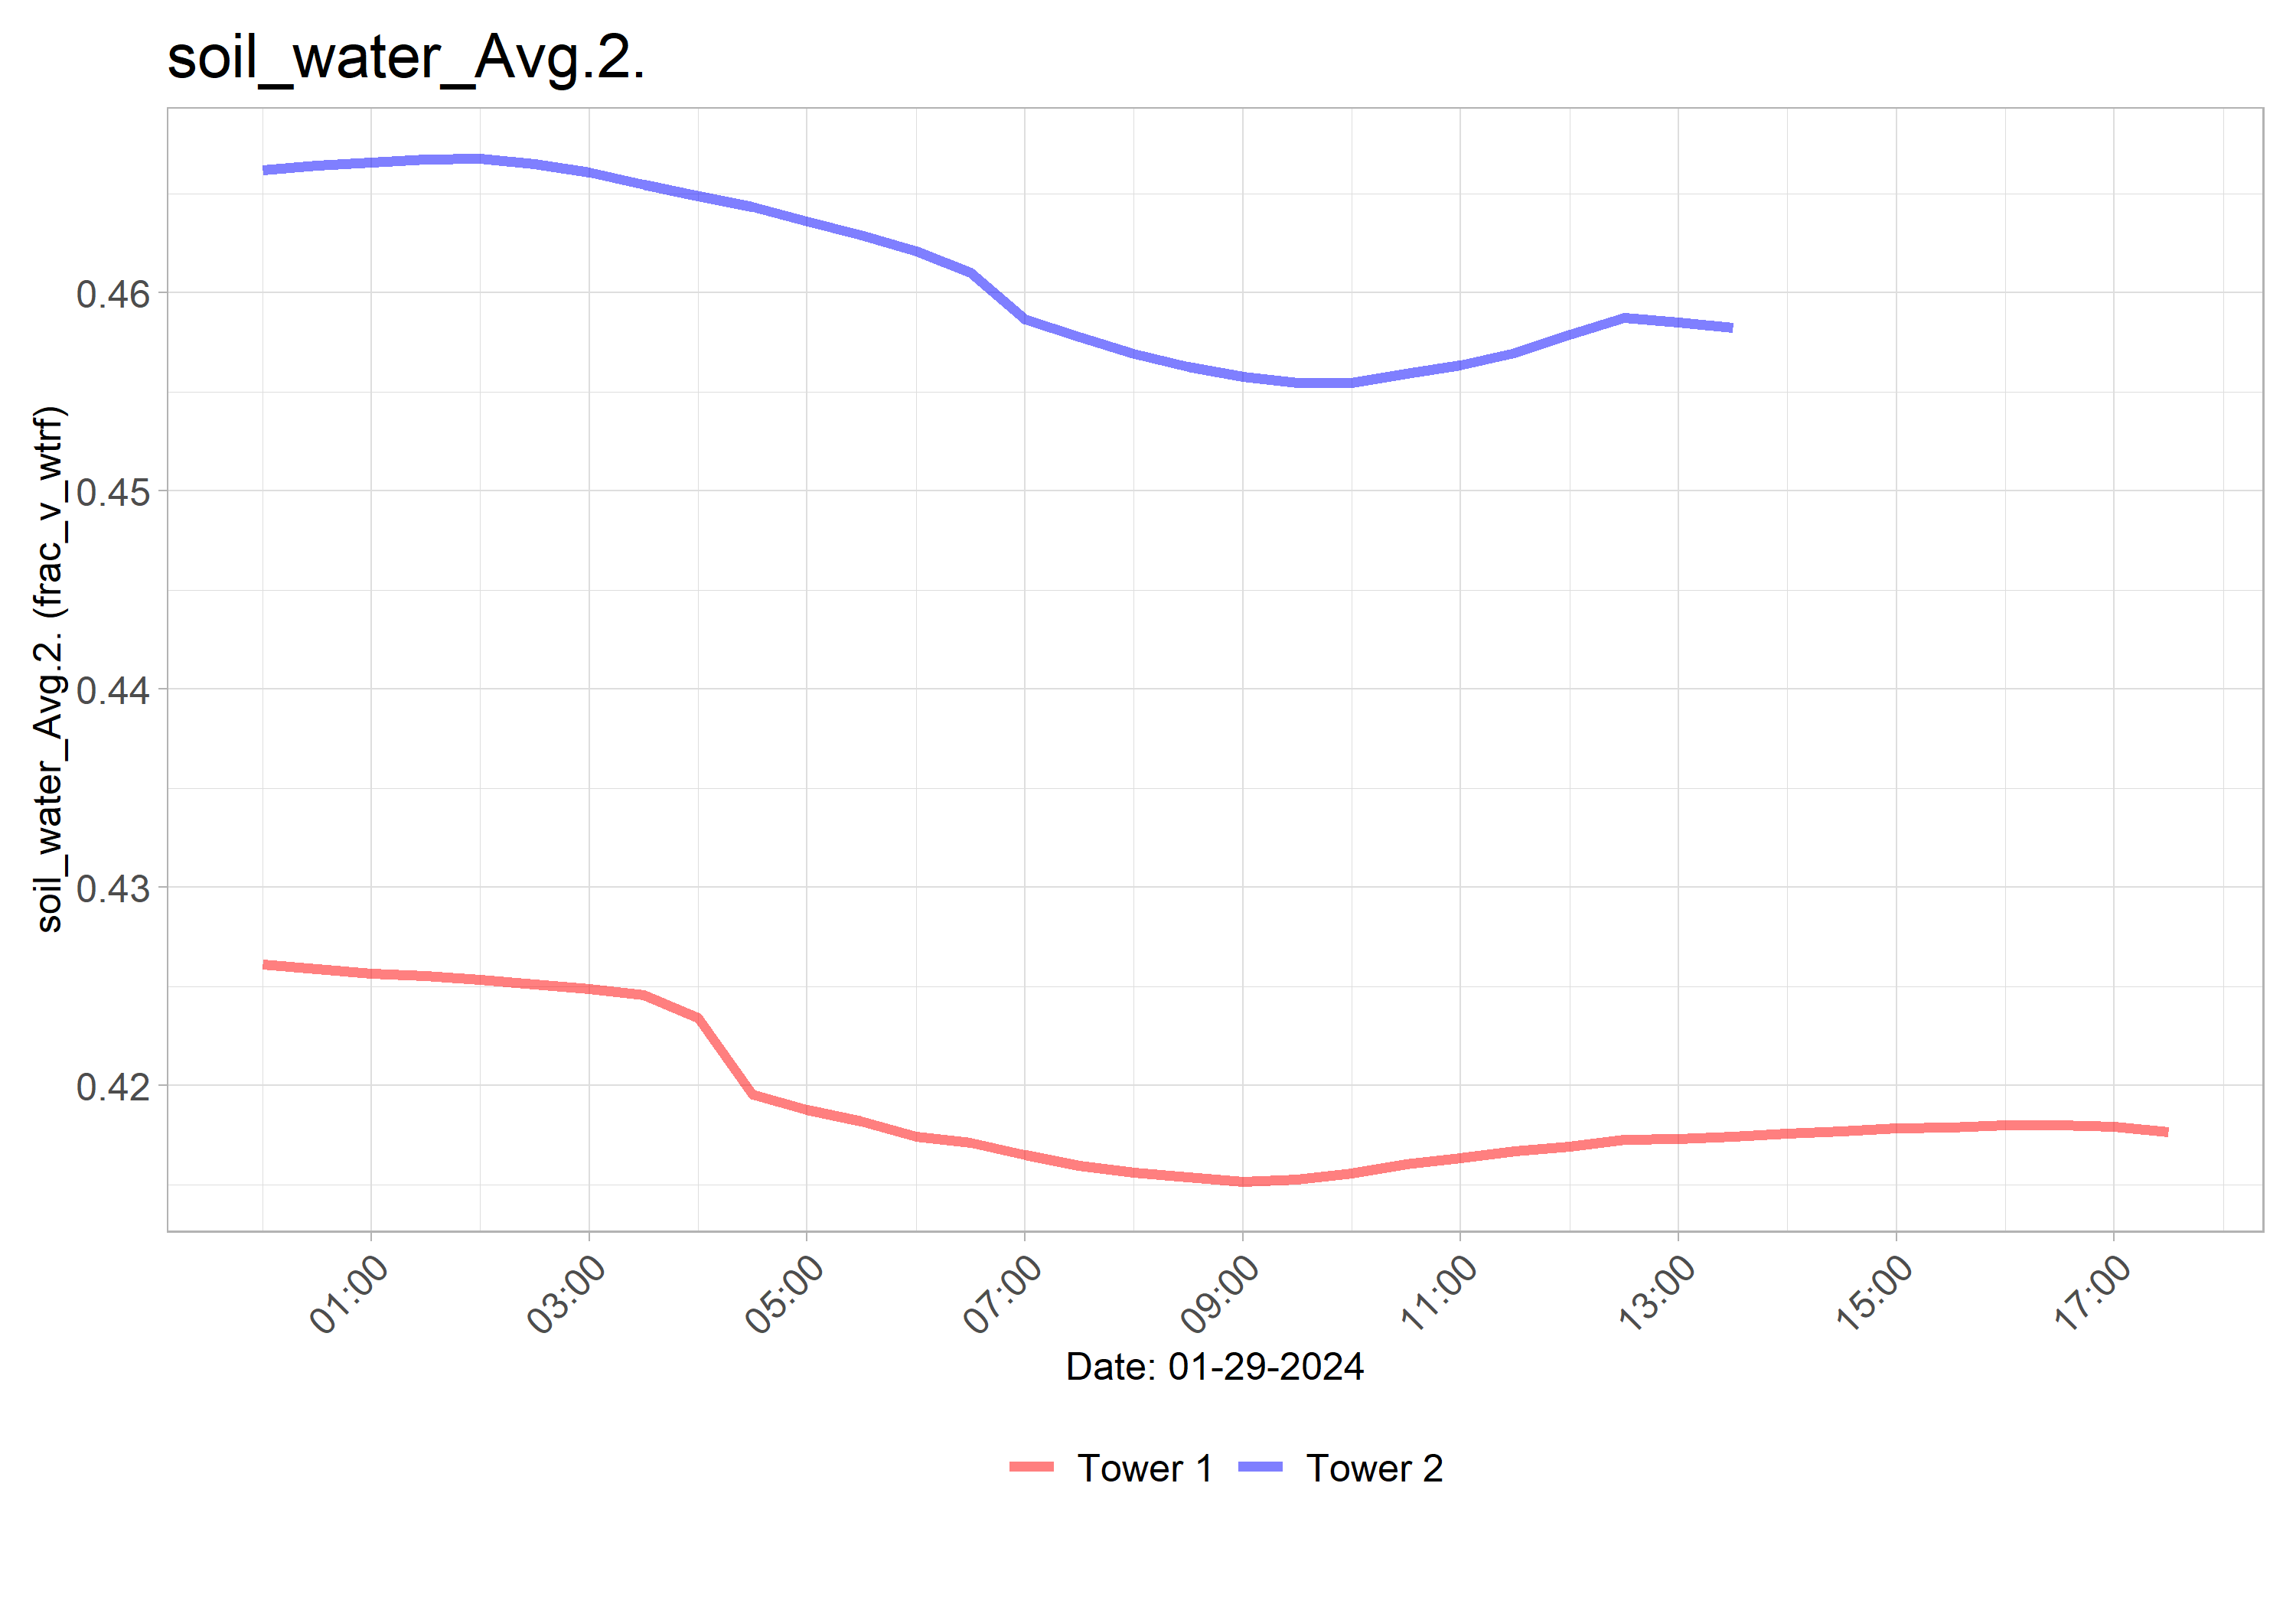 soil_water_Avg.2.
soil_water_Avg.2. (frac_v_wtrf)
0.46
0.45
0.44
0.43
0.42
01:00 03:00 05:00 07:00 09:00 11:00 13:00 15:00 17:00
Date: 01-29-2024
Tower 1 Tower 2